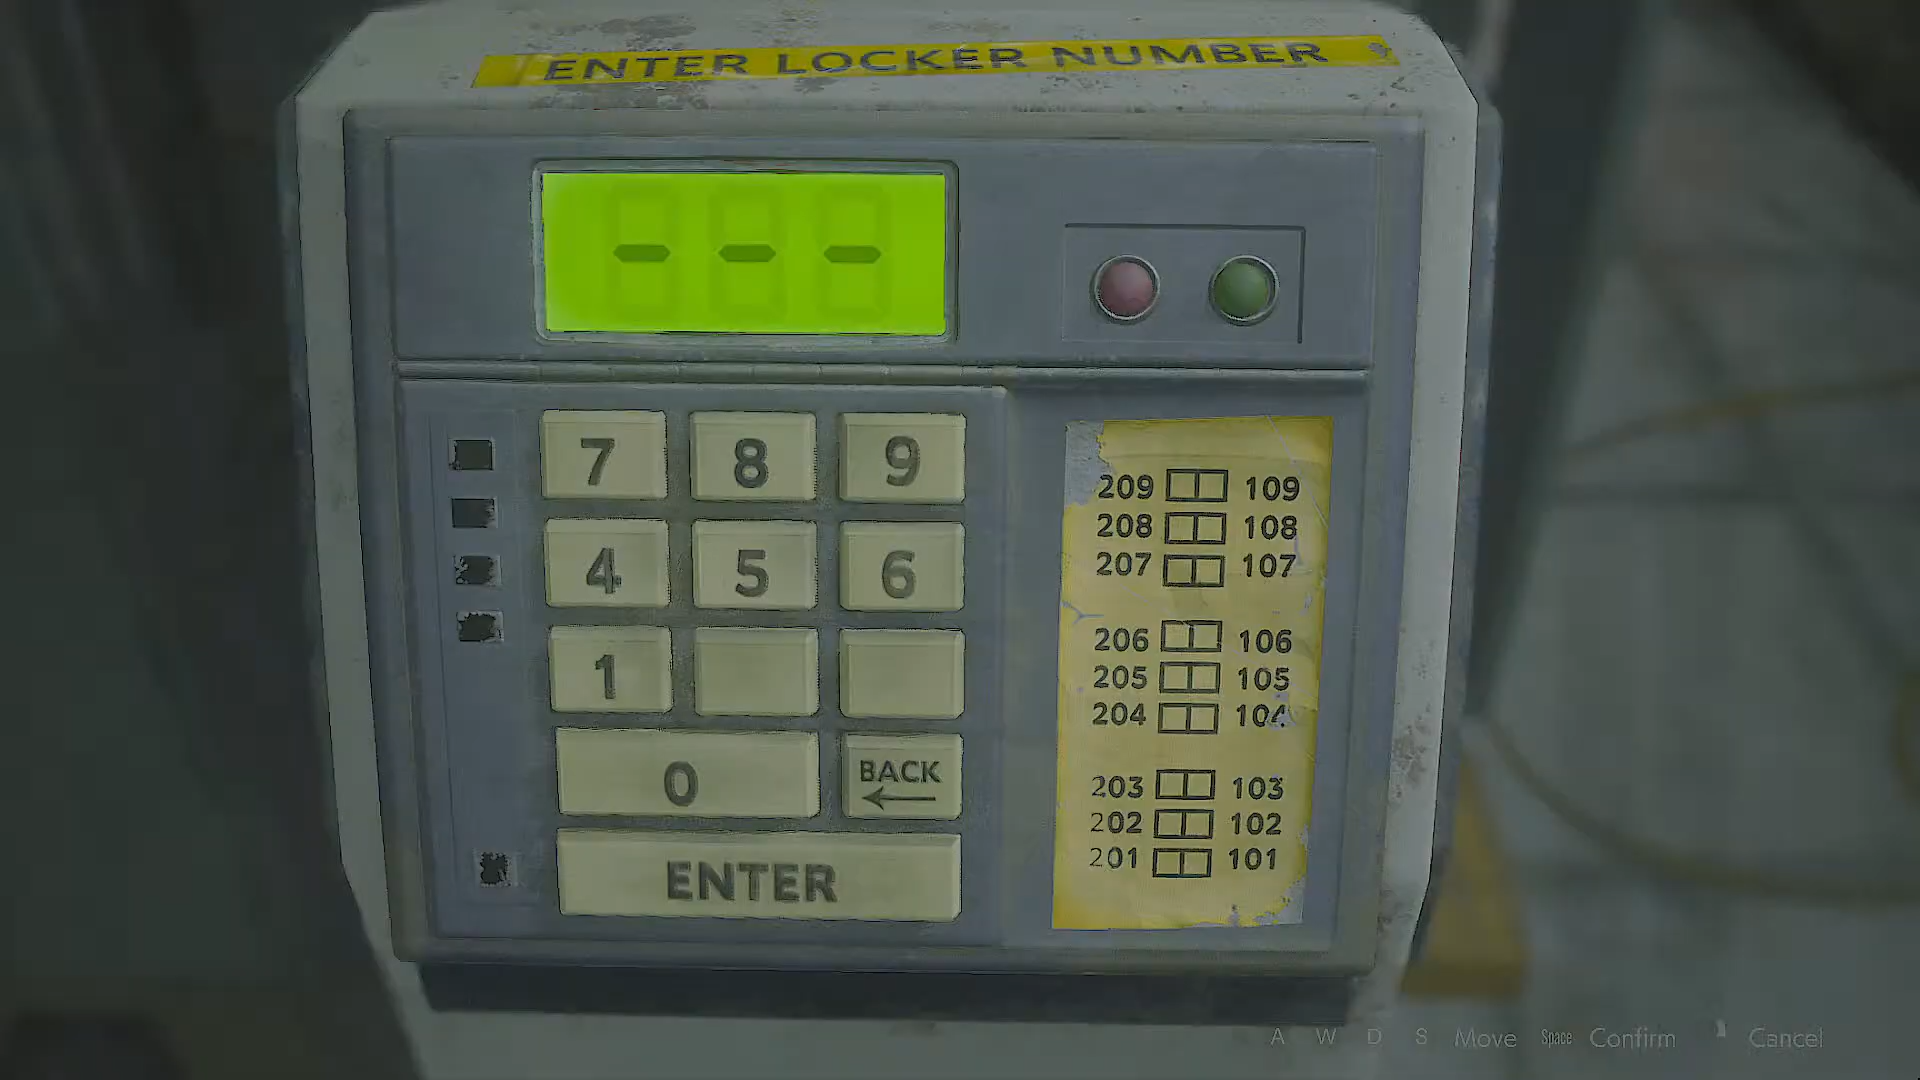 ENTER LOCKER NUMBER
7 8 9
4 5 6
1
0 BACK
ENTER
209 109
208 108
207 107
206 106
205 105
204 104
203 103
202 102
201 101
A W D S Move Space Confirm Cancel